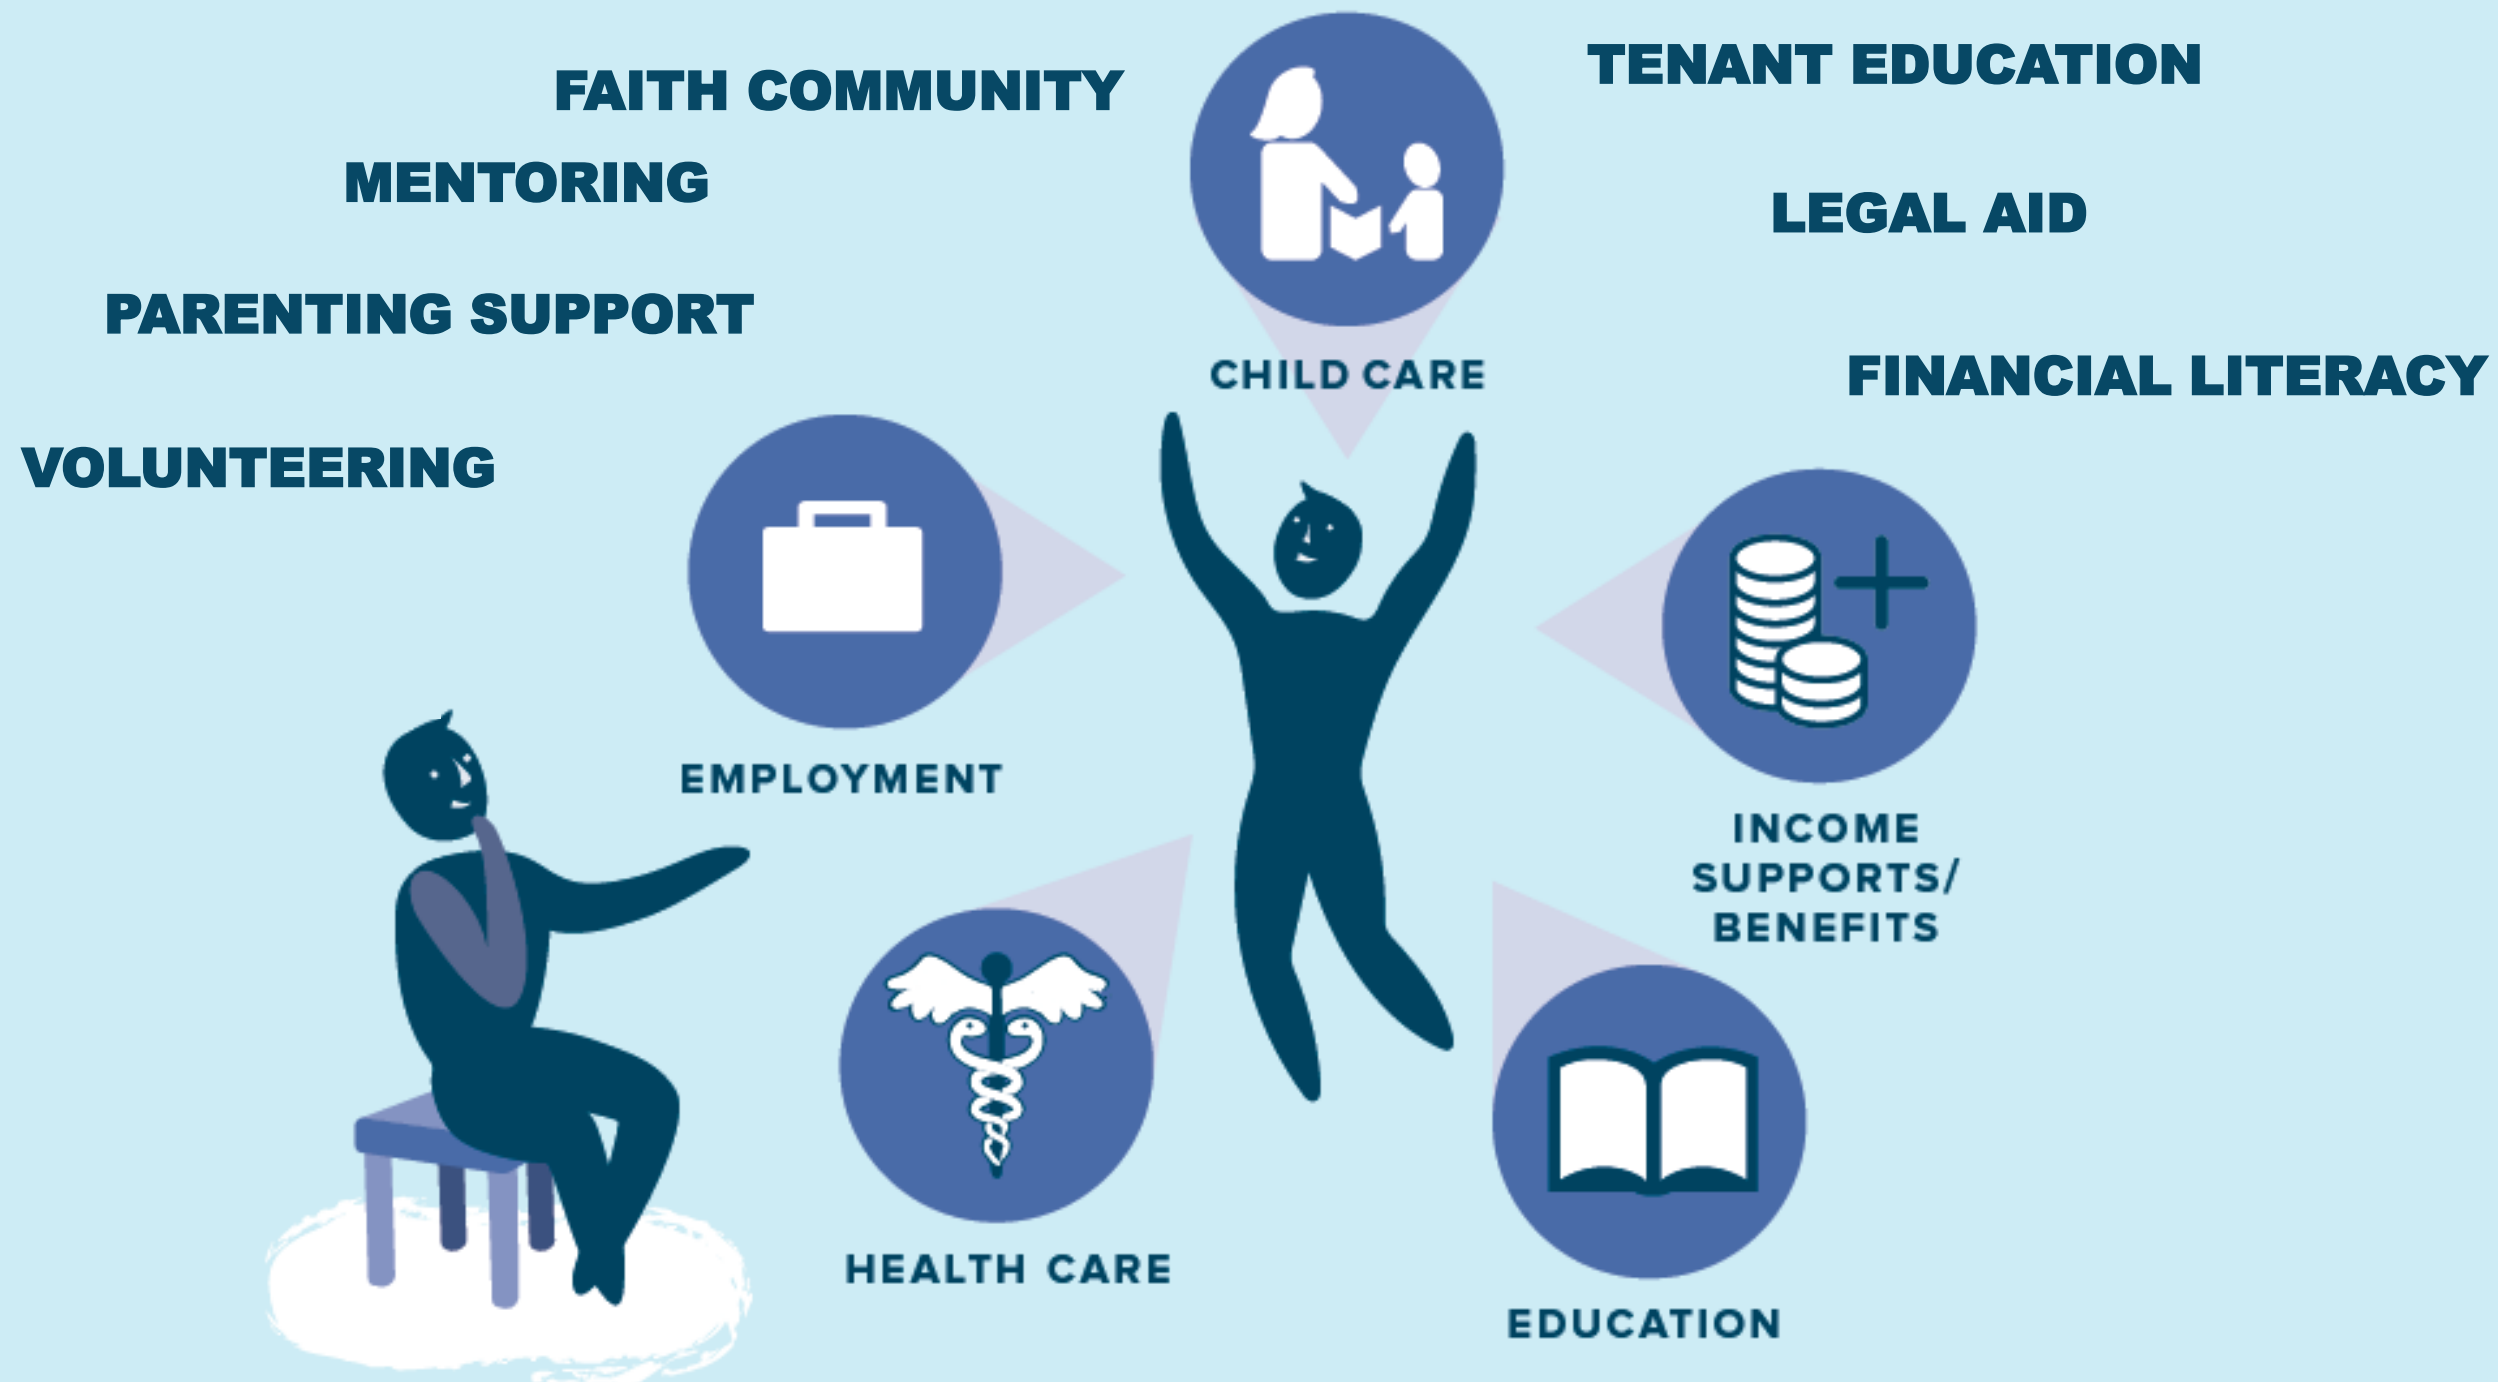 FAITH COMMUNITY
TENANT EDUCATION
MENTORING
LEGAL AID
PARENTING SUPPORT
CHILD CARE
FINANCIAL LITERACY
VOLUNTEERING
EMPLOYMENT
INCOME
SUPPORTS/
BENEFITS
HEALTH CARE
EDUCATION